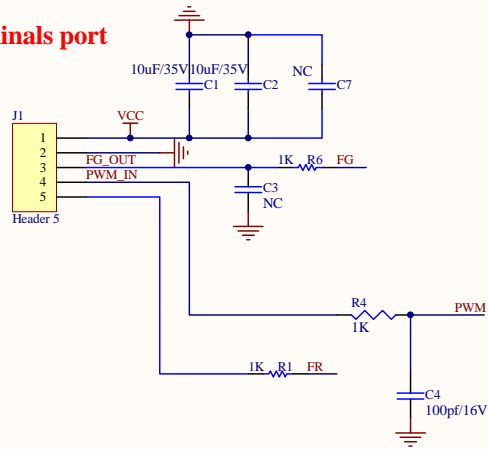 inals port
10uF/35V
10uF/35V
NC
C1
C2
C7
J1
VCC
1
2
3
4
5
FG_OUT
PWM_IN
1K
R6
FG
C3
NC
Header 5
R4
1K
PWM
1K
R1
FR
C4
100pf/16V